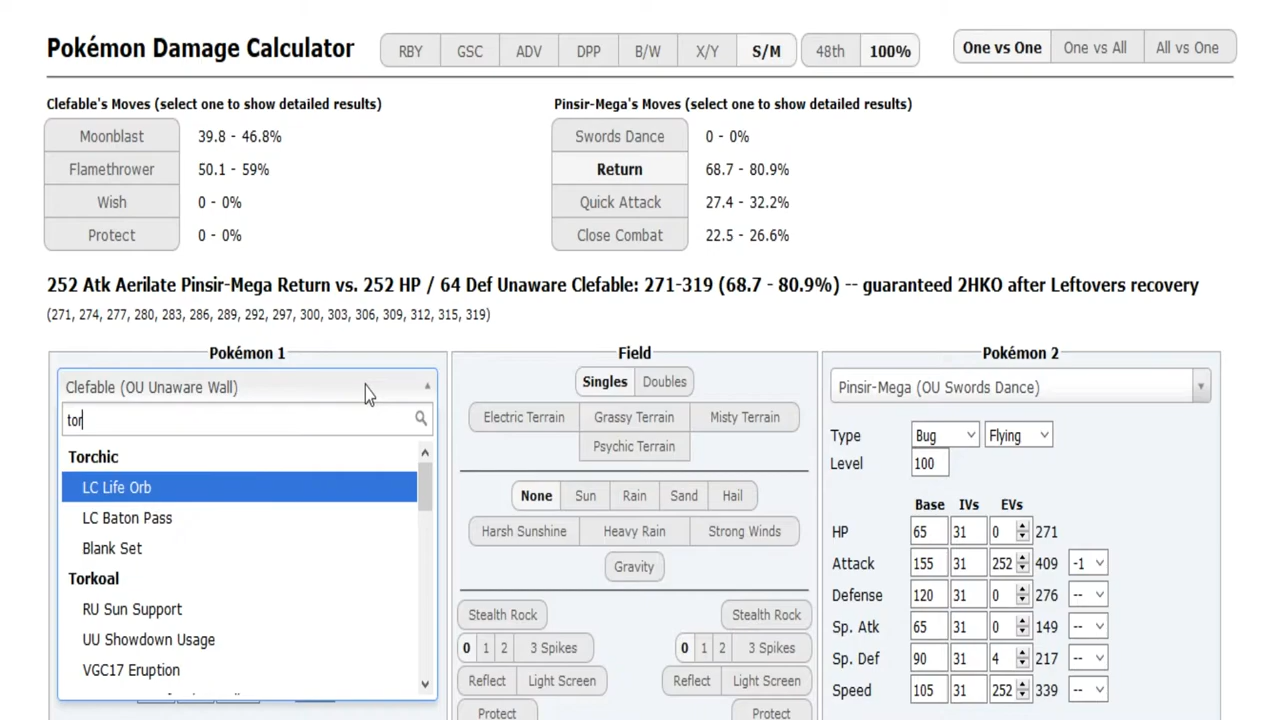 Pokémon Damage Calculator RBY GSC ADV DPP B/W X/Y S/M 48th 100% One vs One One vs All All vs One
Clefable's Moves (select one to show detailed results) Pinsir-Mega's Moves (select one to show detailed results)
Moonblast 39.8 - 46.8% Swords Dance 0 - 0%
Flamethrower 50.1 - 59% Return 68.7 - 80.9%
Wish 0 - 0% Quick Attack 27.4 - 32.2%
Protect 0 - 0% Close Combat 22.5 - 26.6%
252 Atk Aerilate Pinsir-Mega Return vs. 252 HP / 64 Def Unaware Clefable: 271-319 (68.7 - 80.9%) -- guaranteed 2HKO after Leftovers recovery
(271, 274, 277, 280, 283, 286, 289, 292, 297, 300, 303, 306, 309, 312, 315, 319)
Pokémon 1
Clefable (OU Unaware Wall)
tor
Torchic
LC Life Orb
LC Baton Pass
Blank Set
Torkoal
RU Sun Support
UU Showdown Usage
VGC17 Eruption
Field
Singles Doubles
Electric Terrain Grassy Terrain Misty Terrain
Psychic Terrain
None Sun Rain Sand Hail
Harsh Sunshine Heavy Rain Strong Winds
Gravity
Stealth Rock Stealth Rock
0 1 2 3 Spikes 0 1 2 3 Spikes
Reflect Light Screen Reflect Light Screen
Protect Protect
Pokémon 2
Pinsir-Mega (OU Swords Dance)
Type Bug Flying
Level 100
Base IVs EVs
HP 65 31 0 271
Attack 155 31 252 409 -1
Defense 120 31 0 276 --
Sp. Atk 65 31 0 149 --
Sp. Def 90 31 4 217 --
Speed 105 31 252 339 --